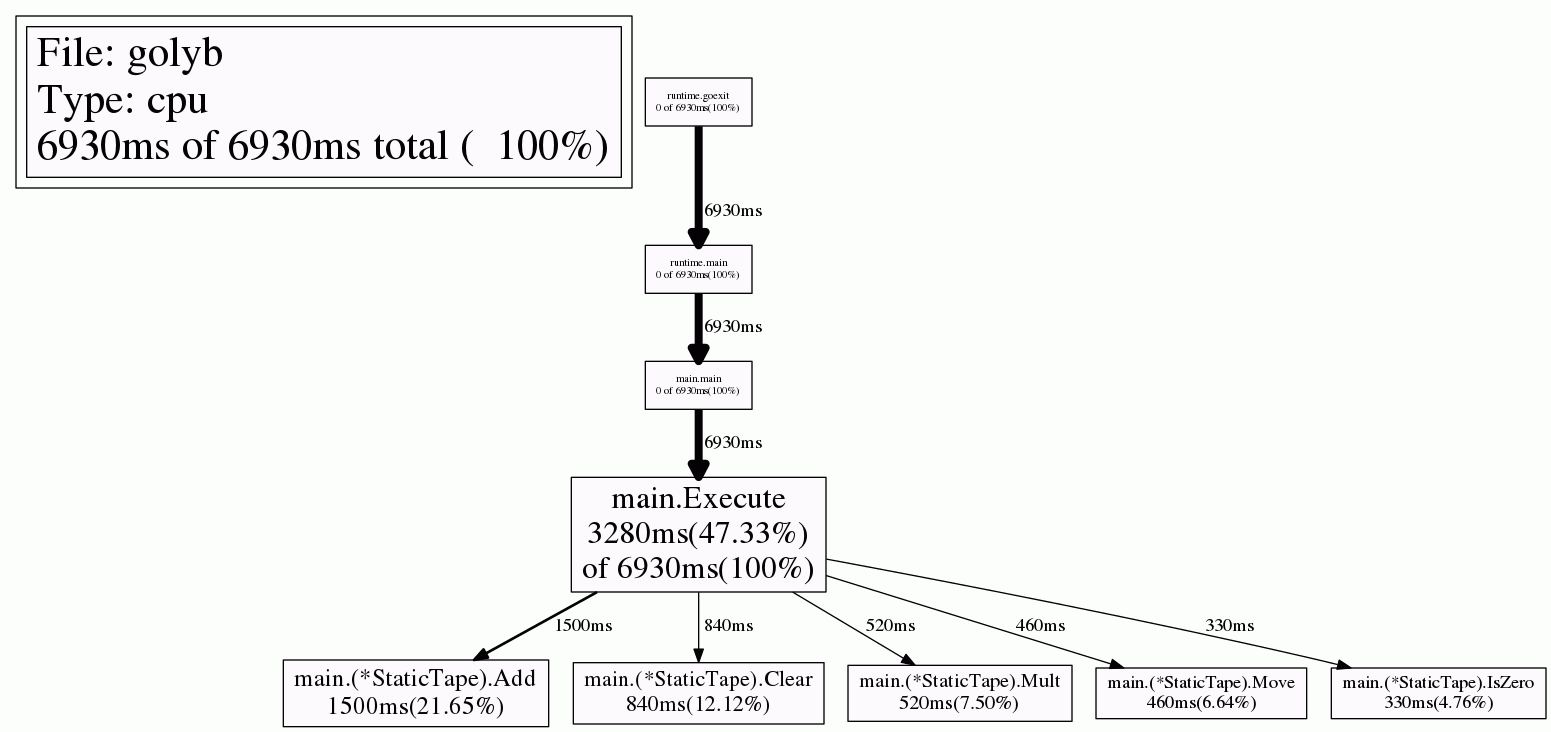 File: golyb
Type: cpu
6930ms of 6930ms total (  100%)
runtime.goexit
0 of 6930ms(100%)
6930ms
runtime.main
0 of 6930ms(100%)
6930ms
main.main
0 of 6930ms(100%)
6930ms
main.Execute
3280ms(47.33%)
of 6930ms(100%)
1500ms
840ms
520ms
460ms
330ms
main.(*StaticTape).Add
1500ms(21.65%)
main.(*StaticTape).Clear
840ms(12.12%)
main.(*StaticTape).Mult
520ms(7.50%)
main.(*StaticTape).Move
460ms(6.64%)
main.(*StaticTape).IsZero
330ms(4.76%)